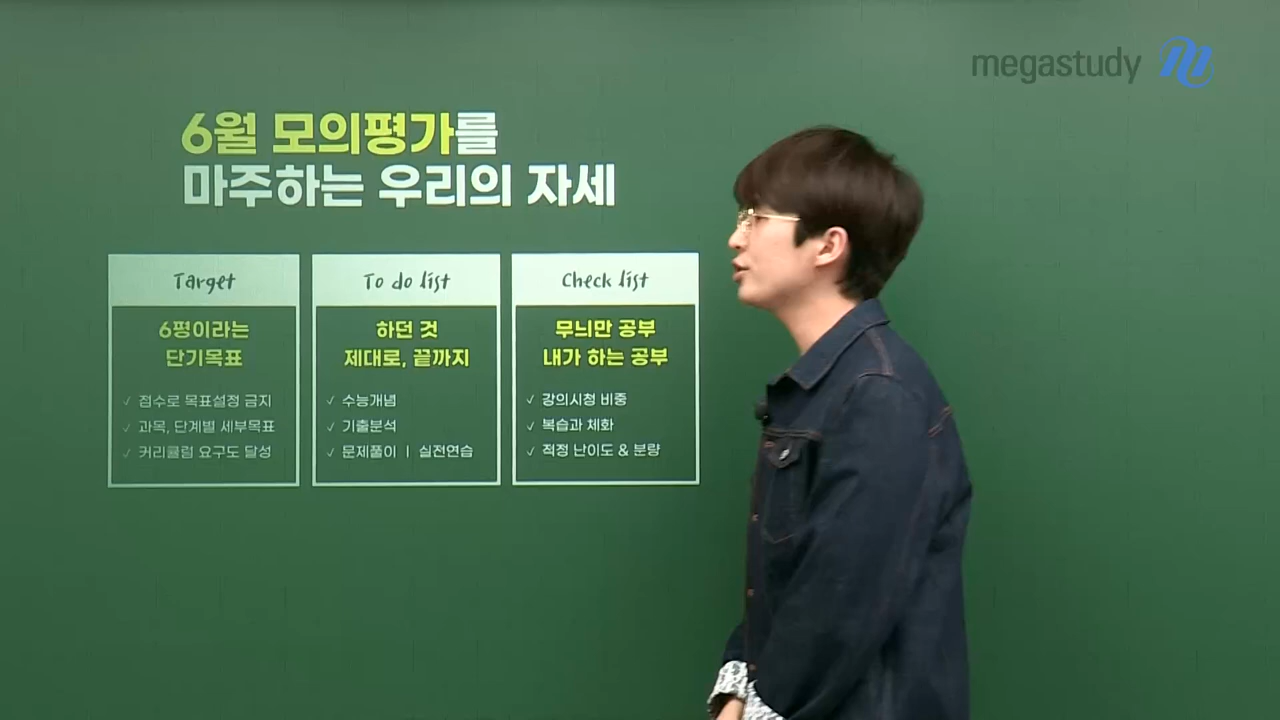 megastudy
6월 모의평가를
마주하는 우리의 자세
Target
6평이라는
단기목표
✓ 점수로 목표설정 금지
✓ 과목, 단계별 세부목표
✓ 커리큘럼 요구도 달성
To do list
하던 것
제대로, 끝까지
✓ 수능개념
✓ 기출분석
✓ 문제풀이 | 실전연습
Check list
무늬만 공부
내가 하는 공부
✓ 강의시청 비중
✓ 복습과 체화
✓ 적정 난이도 & 분량